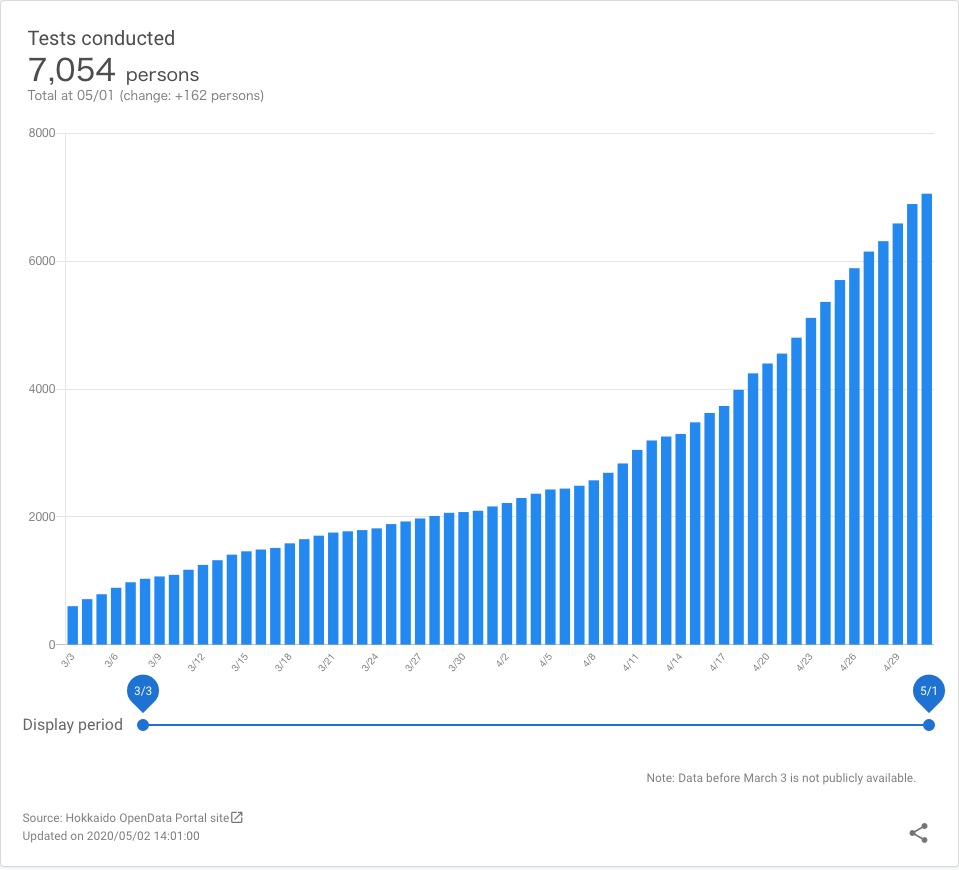 Tests conducted
7,054 persons
Total at 05/01 (change: +162 persons)
8000
6000
4000
2000
0
3/3 3/6 3/9 3/12 3/15 3/18 3/21 3/24 3/27 3/30 4/2 4/5 4/8 4/11 4/14 4/17 4/20 4/23 4/26 4/29
3/3 5/1
Display period
Note: Data before March 3 is not publicly available.
Source: Hokkaido OpenData Portal site
Updated on 2020/05/02 14:01:00